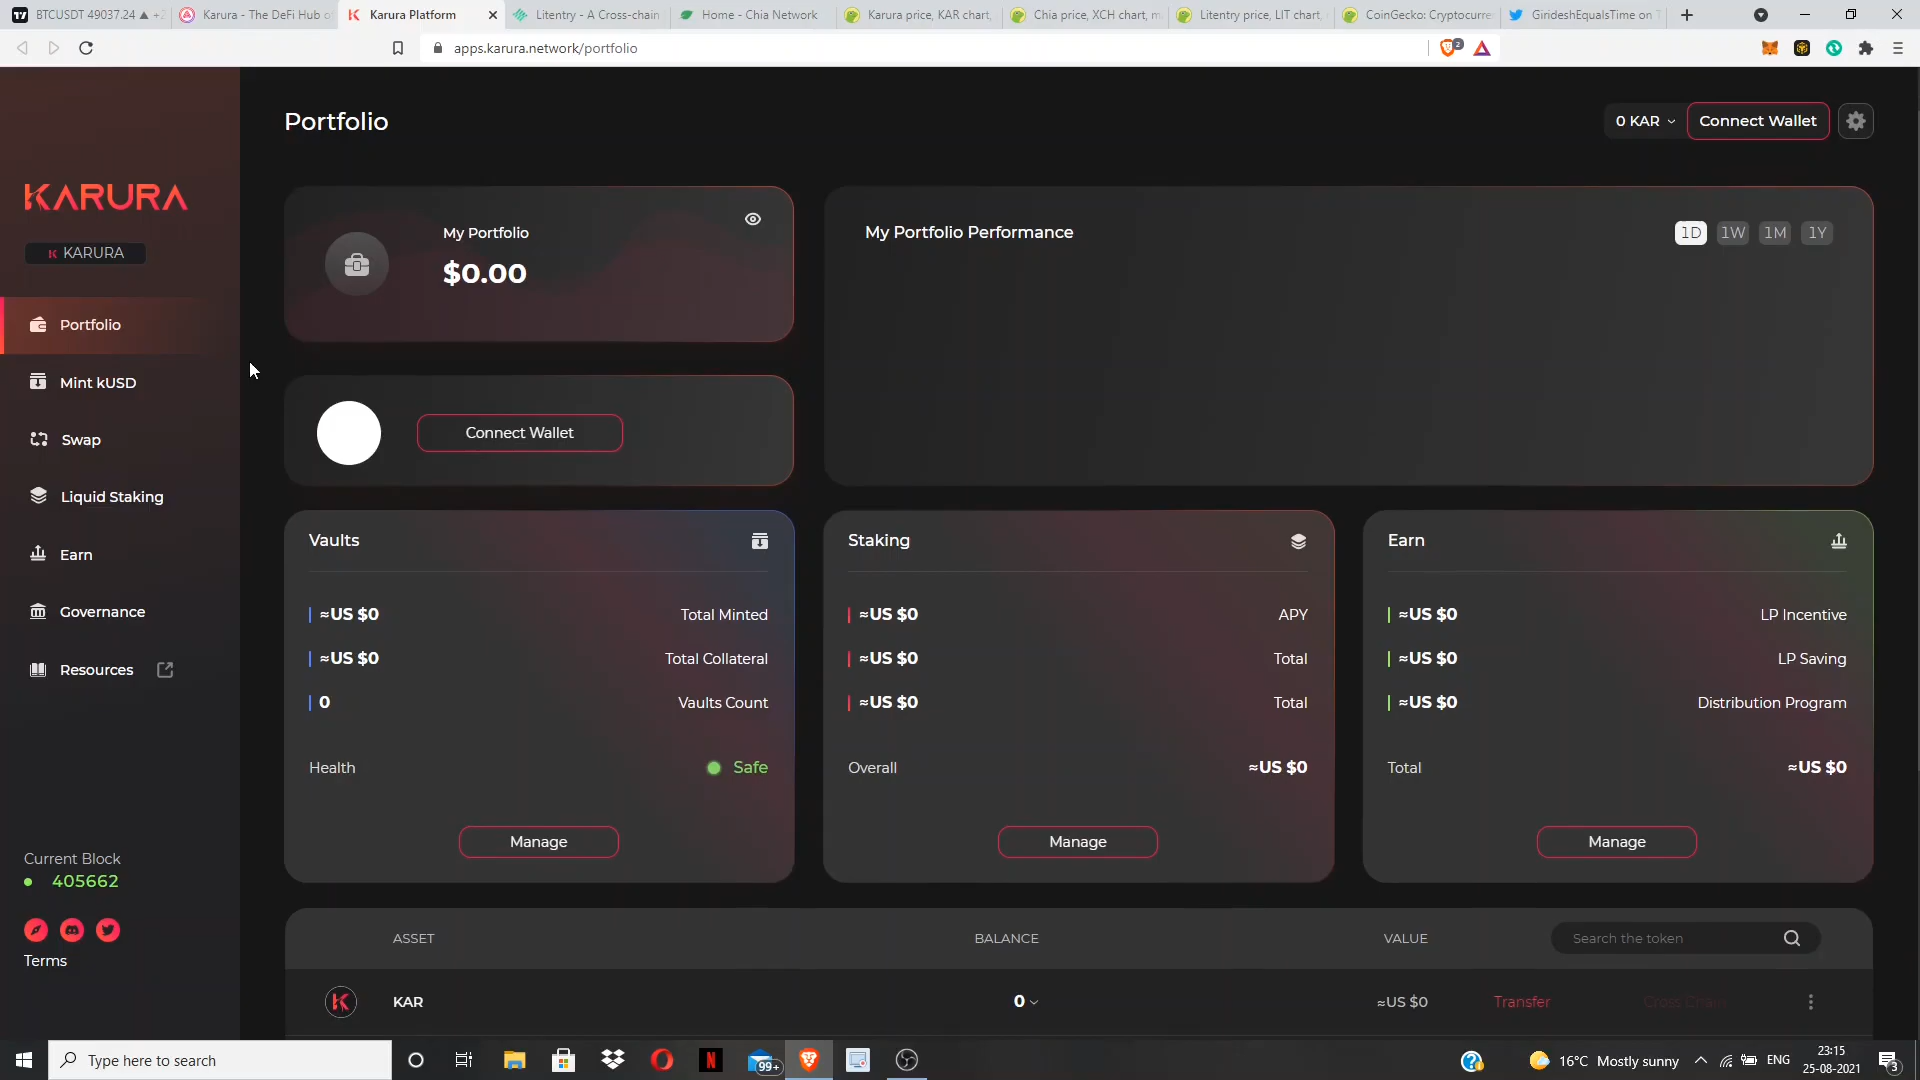 BTCUSDT 49037.24 ▲ +2
Karura - The DeFi Hub o
Karura Platform
Litentry - A Cross-chain
Home - Chia Network
Karura price, KAR chart,
Chia price, XCH chart, m
Litentry price, LIT chart,
CoinGecko: Cryptocurre
GirideshEqualsTime on T
apps.karura.network/portfolio
2
Portfolio
0 KAR
Connect Wallet
KARURA
KARURA
Portfolio
Mint kUSD
Swap
Liquid Staking
Earn
Governance
Resources
My Portfolio
$0.00
Connect Wallet
My Portfolio Performance
1D 1W 1M 1Y
Vaults
≈US $0 Total Minted
≈US $0 Total Collateral
0 Vaults Count
Health Safe
Manage
Staking
≈US $0 APY
≈US $0 Total
≈US $0 Total
Overall ≈US $0
Manage
Earn
≈US $0 LP Incentive
≈US $0 LP Saving
≈US $0 Distribution Program
Total ≈US $0
Manage
Current Block
405662
Terms
ASSET BALANCE VALUE Search the token
KAR 0 ≈US $0 Transfer Cross Chain
Type here to search
99+
16°C Mostly sunny
ENG
23:15
25-08-2021
3